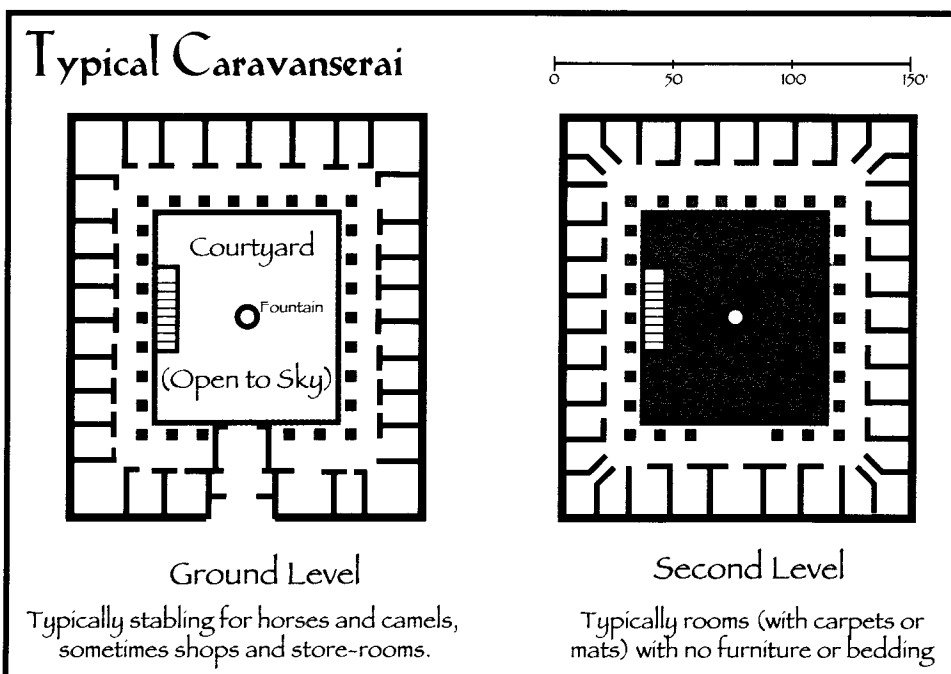 Typical Caravanserai
0 50 100 150'
Courtyard
Fountain
(Open to Sky)
Ground Level
Typically stabling for horses and camels,
sometimes shops and store-rooms.
Second Level
Typically rooms (with carpets or
mats) with no furniture or bedding